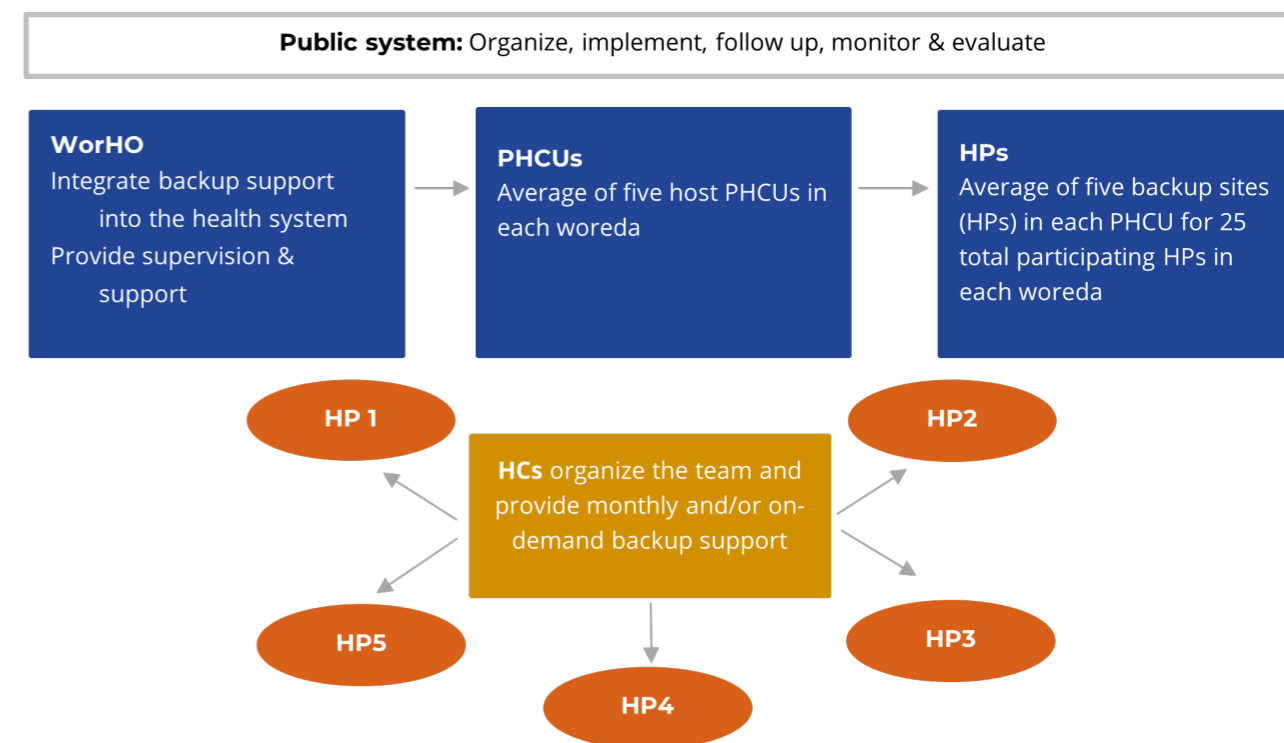 Public system: Organize, implement, follow up, monitor & evaluate
WorHO
Integrate backup support
into the health system
Provide supervision &
support
PHCUs
Average of five host PHCUs in
each woreda
HPs
Average of five backup sites
(HPs) in each PHCU for 25
total participating HPs in
each woreda
HP 1
HP2
HCs organize the team and
provide monthly and/or on-
demand backup support
HP5
HP3
HP4